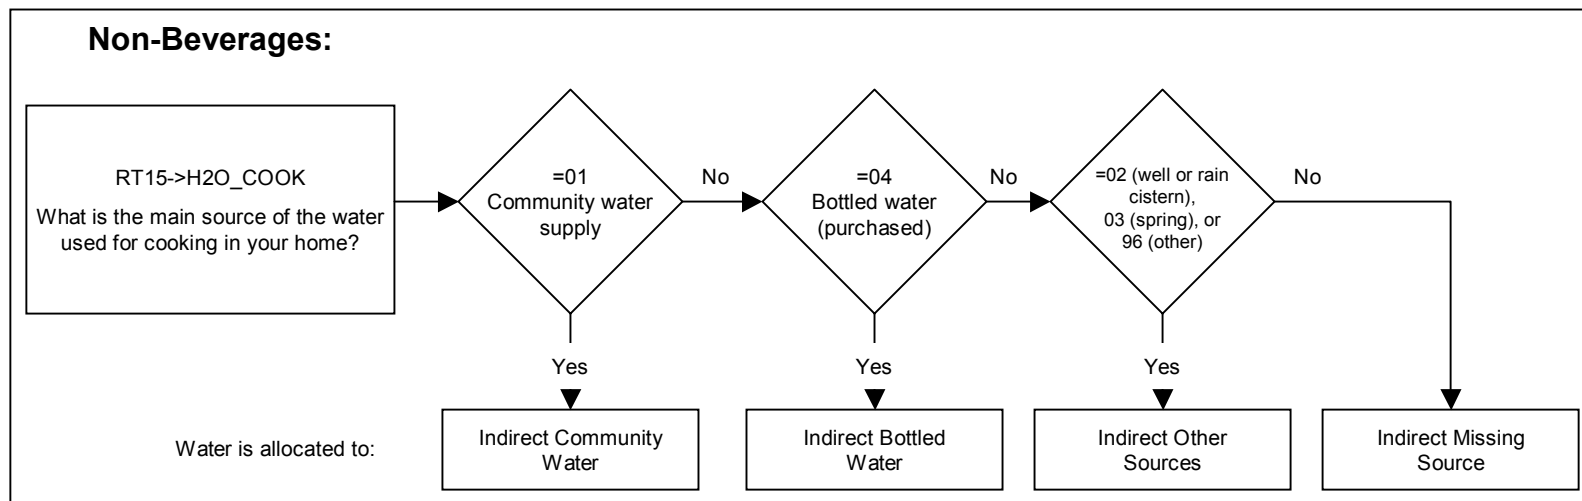 Non-Beverages:
RT15->H2O_COOK
What is the main source of the water
used for cooking in your home?
=01
Community water
supply
No
=04
Bottled water
(purchased)
No
=02 (well or rain
cistern),
03 (spring), or
96 (other)
No
Yes
Yes
Yes
Water is allocated to:
Indirect Community
Water
Indirect Bottled
Water
Indirect Other
Sources
Indirect Missing
Source